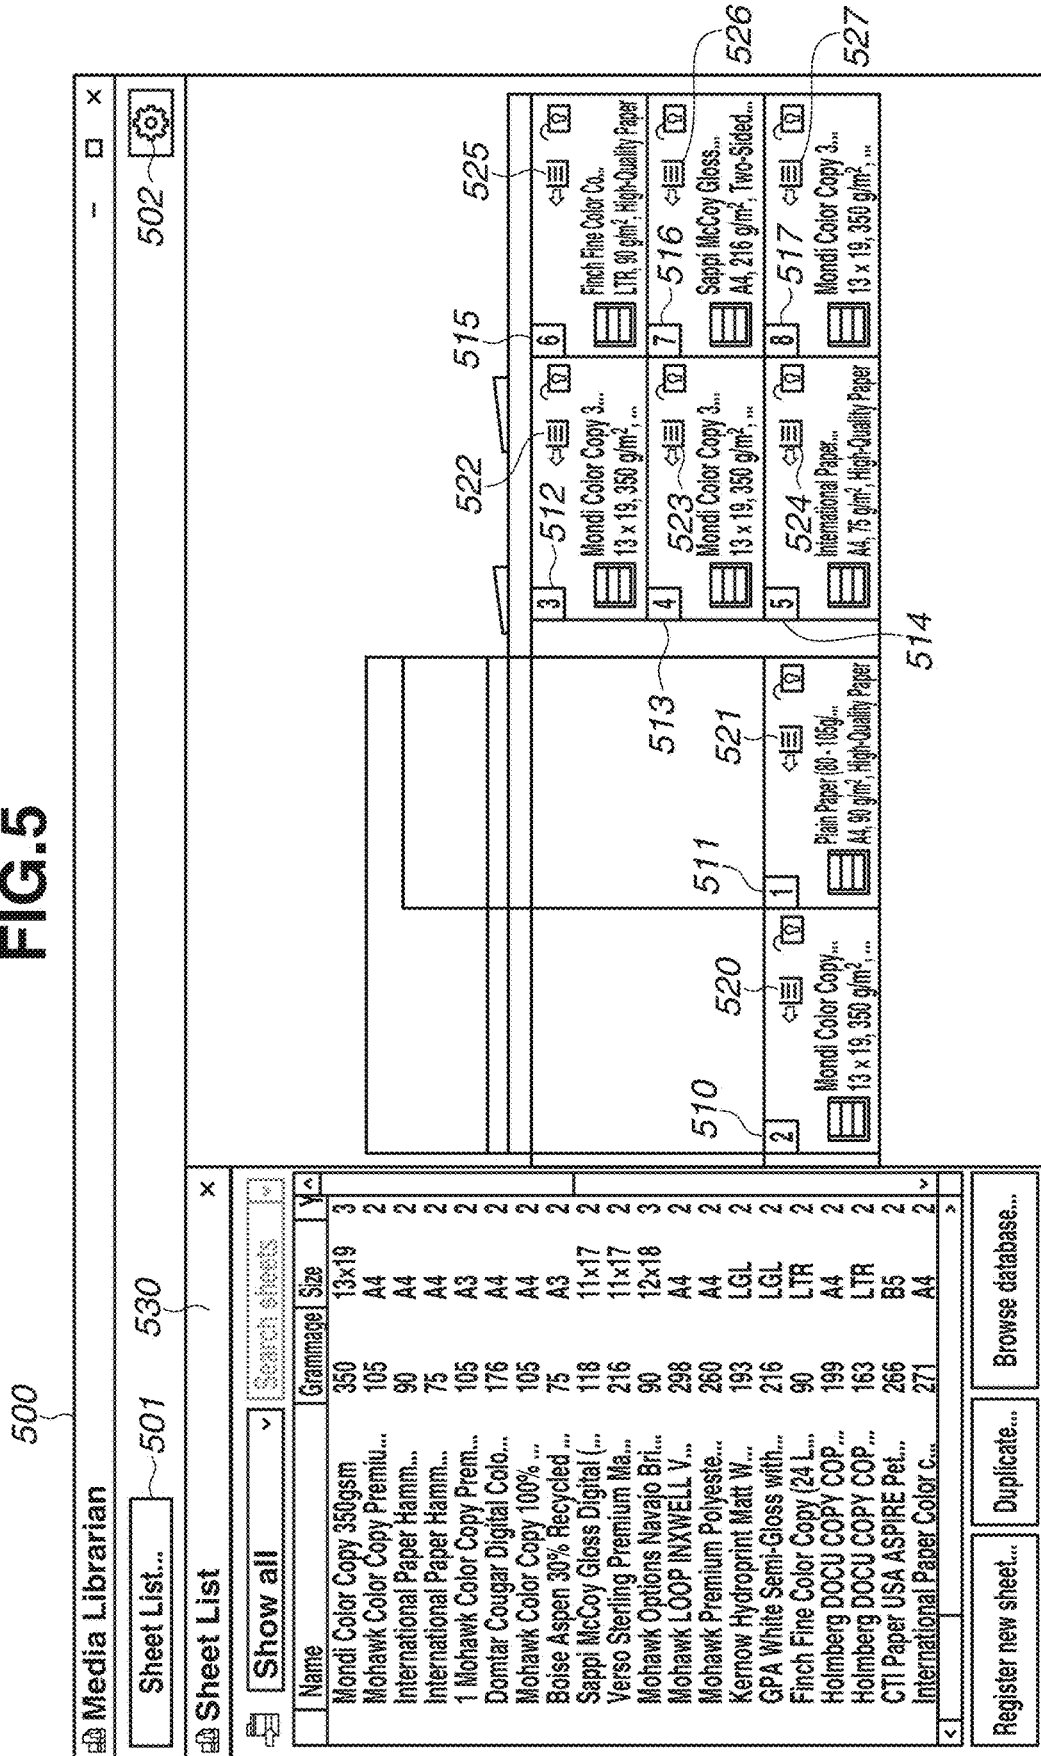 FIG.5
500
Media Librarian
Sheet List...
501
502
530
Sheet List
Show all
Search sheets
Name Grammage Size Y
Mondi Color Copy 350gsm 350 13x19 3
Mohawk Color Copy Premiu... 105 A4 2
International Paper Hamm... 90 A4 2
International Paper Hamm... 75 A4 2
1 Mohawk Color Copy Prem... 105 A3 2
Domtar Cougar Digital Colo... 176 A4 2
Mohawk Color Copy 100% ... 105 A4 2
Boise Aspen 30% Recycled ... 75 A3 2
Sappi McCoy Gloss Digital (... 118 11x17 2
Verso Sterling Premium Ma... 216 11x17 2
Mohawk Options Navajo Bri... 90 12x18 3
Mohawk LOOP INXWELL V... 298 A4 2
Mohawk Premium Polyeste... 260 A4 2
Kernow Hydroprint Matt W... 193 LGL 2
GPA White Semi-Gloss with... 216 LGL 2
Finch Fine Color Copy (24 L... 90 LTR 2
Holmberg DOCU COPY COP... 199 A4 2
Holmberg DOCU COPY COP... 163 LTR 2
CTI Paper USA ASPIRE Pet... 266 B5 2
International Paper Color c... 271 A4 2
Register new sheet...
Duplicate...
Browse database...
510
520
2
Mondi Color Copy...
13 x 19, 350 g/m², ...
511
521
1
Plain Paper (80 - 105g/...
A4, 90 g/m², High-Quality Paper
512
522
3
Mondi Color Copy 3...
13 x 19, 350 g/m², ...
515
525
6
Finch Fine Color Co...
LTR, 90 g/m², High-Quality Paper
513
523
4
Mondi Color Copy 3...
13 x 19, 350 g/m², ...
516
526
7
Sappi McCoy Gloss...
A4, 216 g/m², Two-Sided...
514
524
5
International Paper...
A4, 75 g/m², High-Quality Paper
517
527
8
Mondi Color Copy 3...
13 x 19, 350 g/m², ...